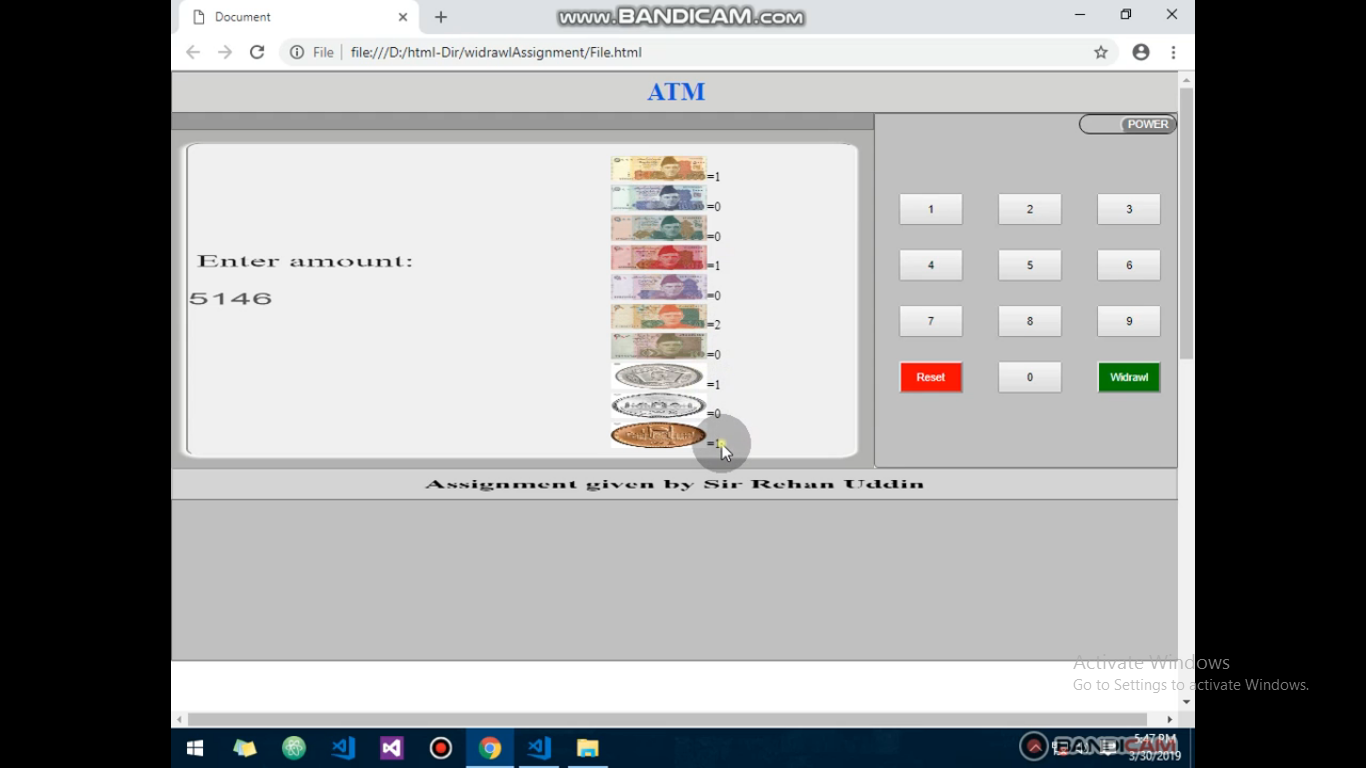 Document
www.BANDICAM.com
File
file:///D:/html-Dir/widrawlAssignment/File.html
ATM
POWER
Enter amount:
5146
=1
=0
=0
=1
=0
=2
=0
=1
=0
=1
1 2 3
4 5 6
7 8 9
Reset 0 Widrawl
Assignment given by Sir Rehan Uddin
Activate Windows
Go to Settings to activate Windows.
BANDICAM
5:47 PM
3/30/2019